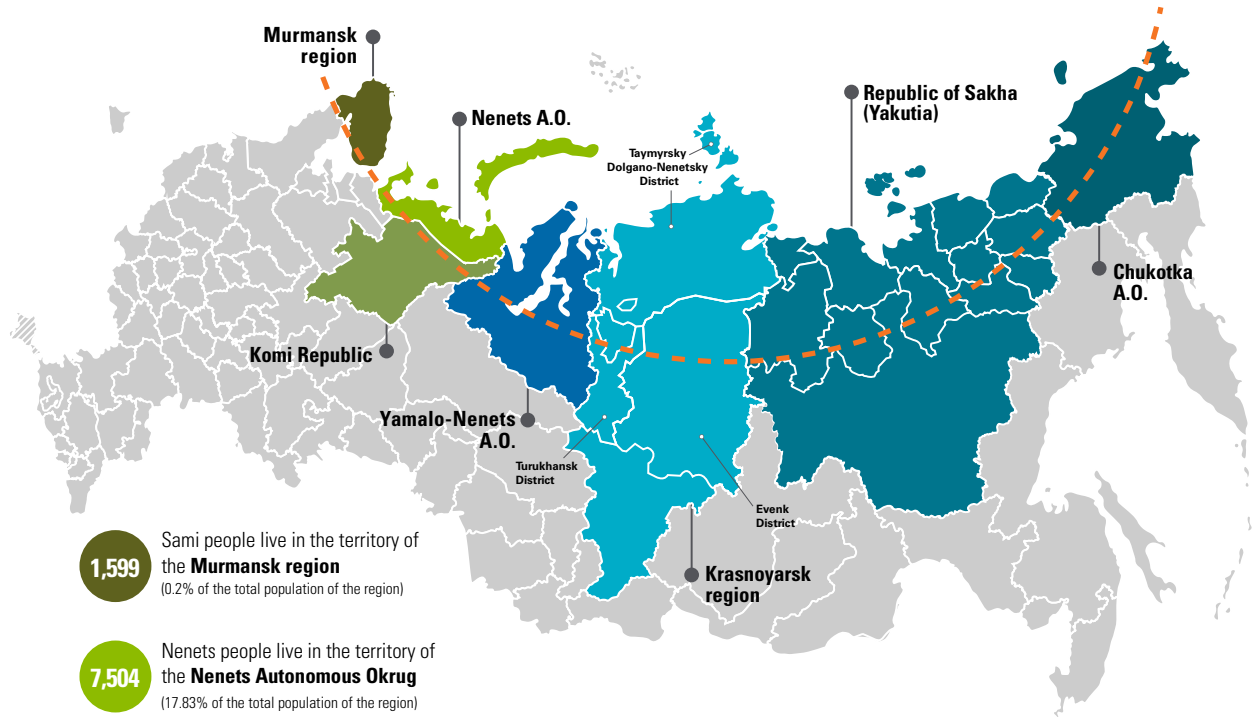 Murmansk
region
Nenets A.O.
Taymyrsky
Dolgano-Nenetsky
District
Republic of Sakha
(Yakutia)
Chukotka
A.O.
Komi Republic
Yamalo-Nenets
A.O.
Turukhansk
District
Evenk
District
Krasnoyarsk
region
1,599
Sami people live in the territory of
the Murmansk region
(0.2% of the total population of the region)
7,504
Nenets people live in the territory of
the Nenets Autonomous Okrug
(17.83% of the total population of the region)